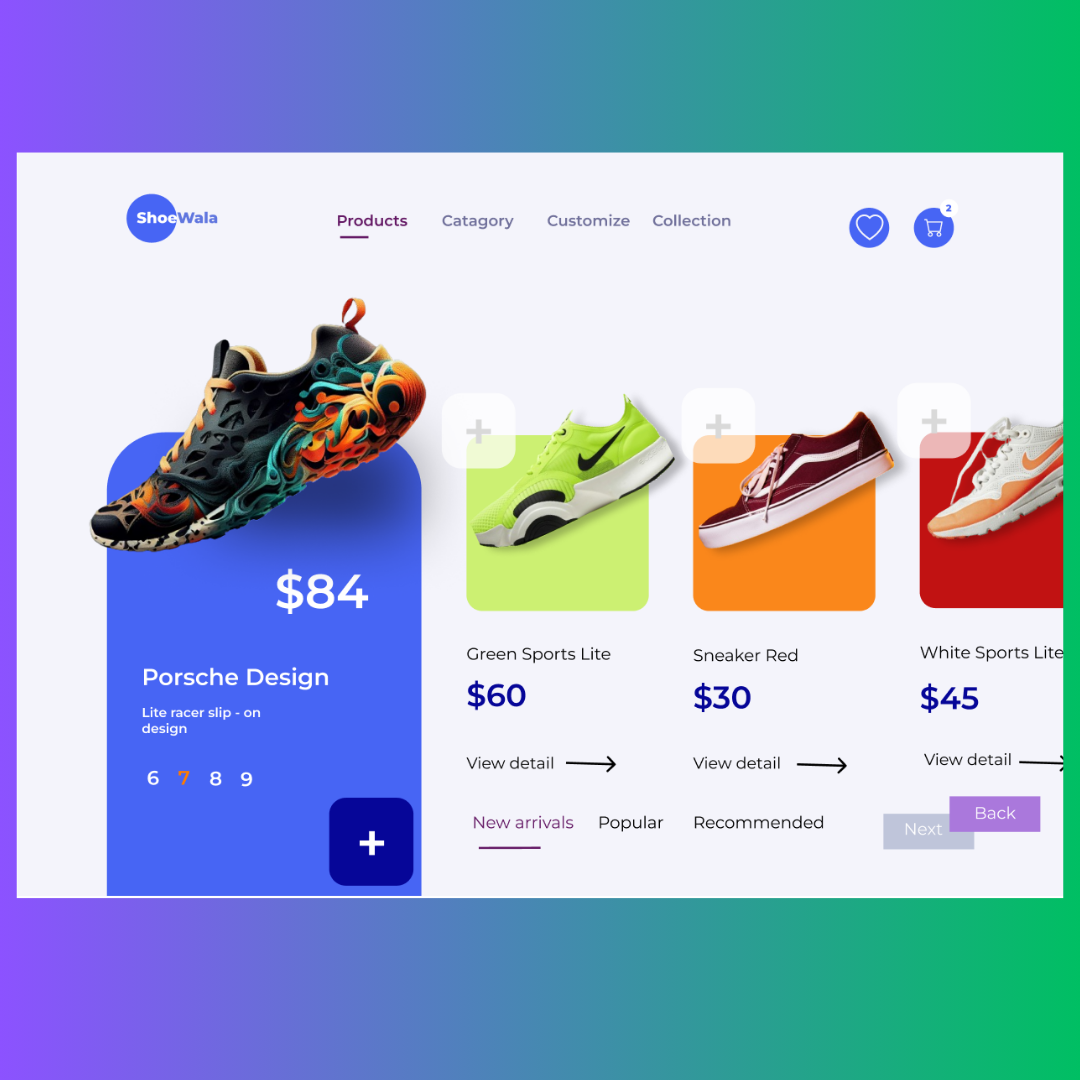 ShoeWala
Products Catagory Customize Collection
2
$84
Porsche Design
Lite racer slip - on
design
6 7 8 9
+
+
Green Sports Lite
$60
View detail
+
Sneaker Red
$30
View detail
+
White Sports Lite
$45
View detail
New arrivals Popular Recommended
Next
Back